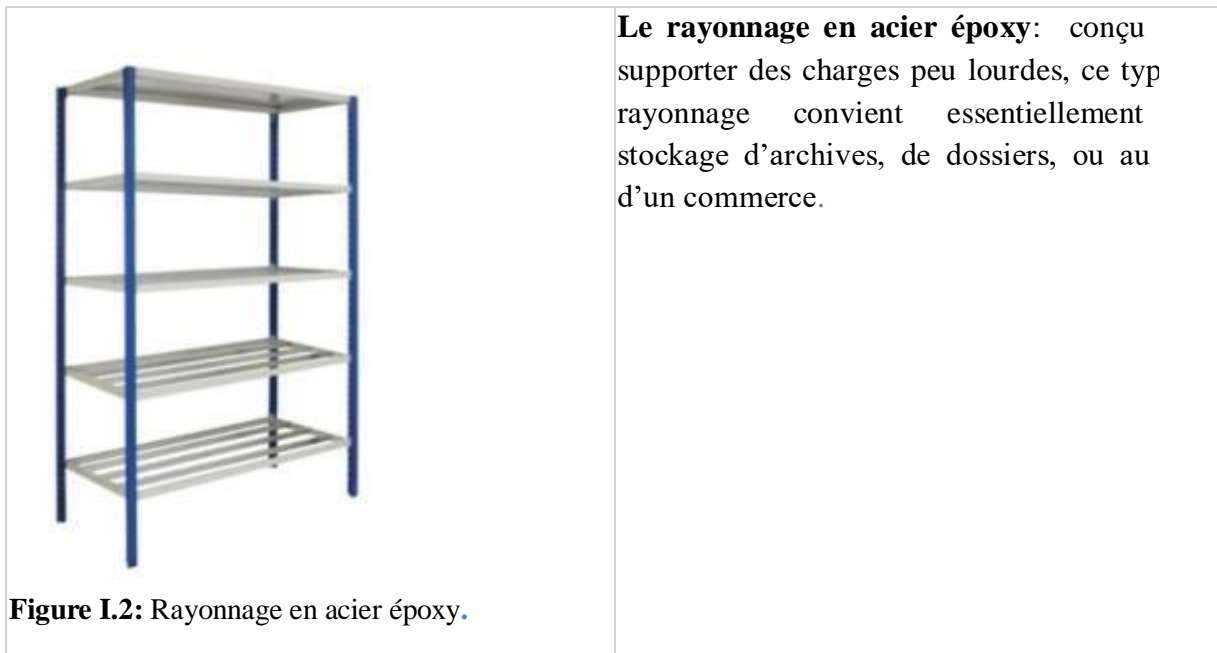 Le rayonnage en acier époxy: conçu
supporter des charges peu lourdes, ce typ
rayonnage convient essentiellement
stockage d’archives, de dossiers, ou au
d’un commerce.
Figure I.2: Rayonnage en acier époxy.